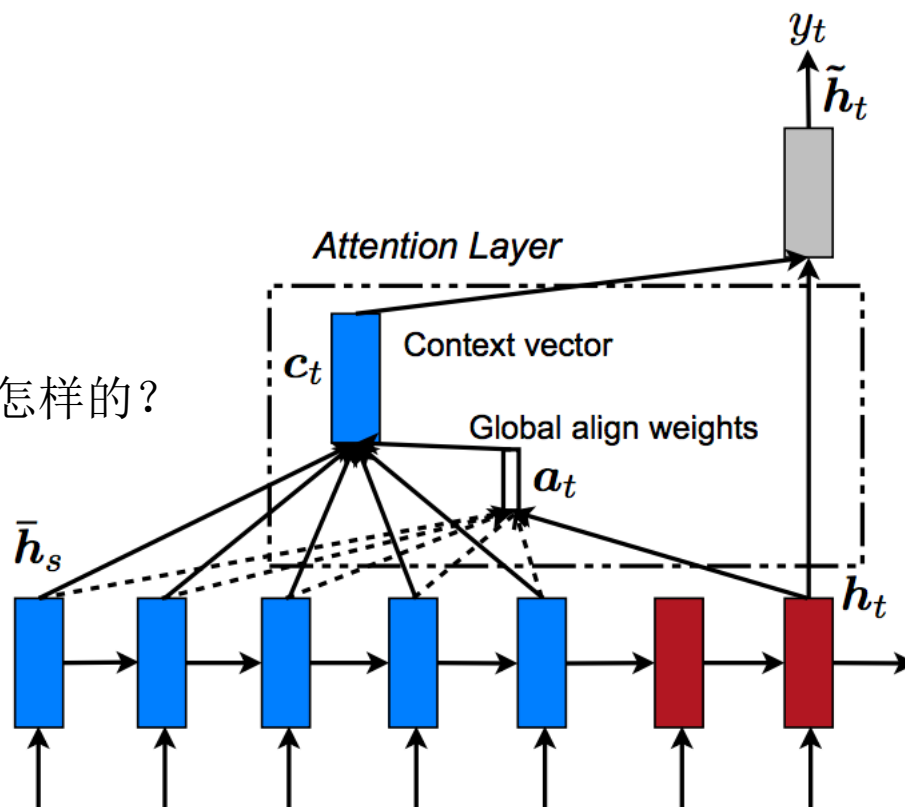 y_t
h̃_t
Attention Layer
Context vector
c_t
怎样的？
Global align weights
a_t
h̄_s
h_t